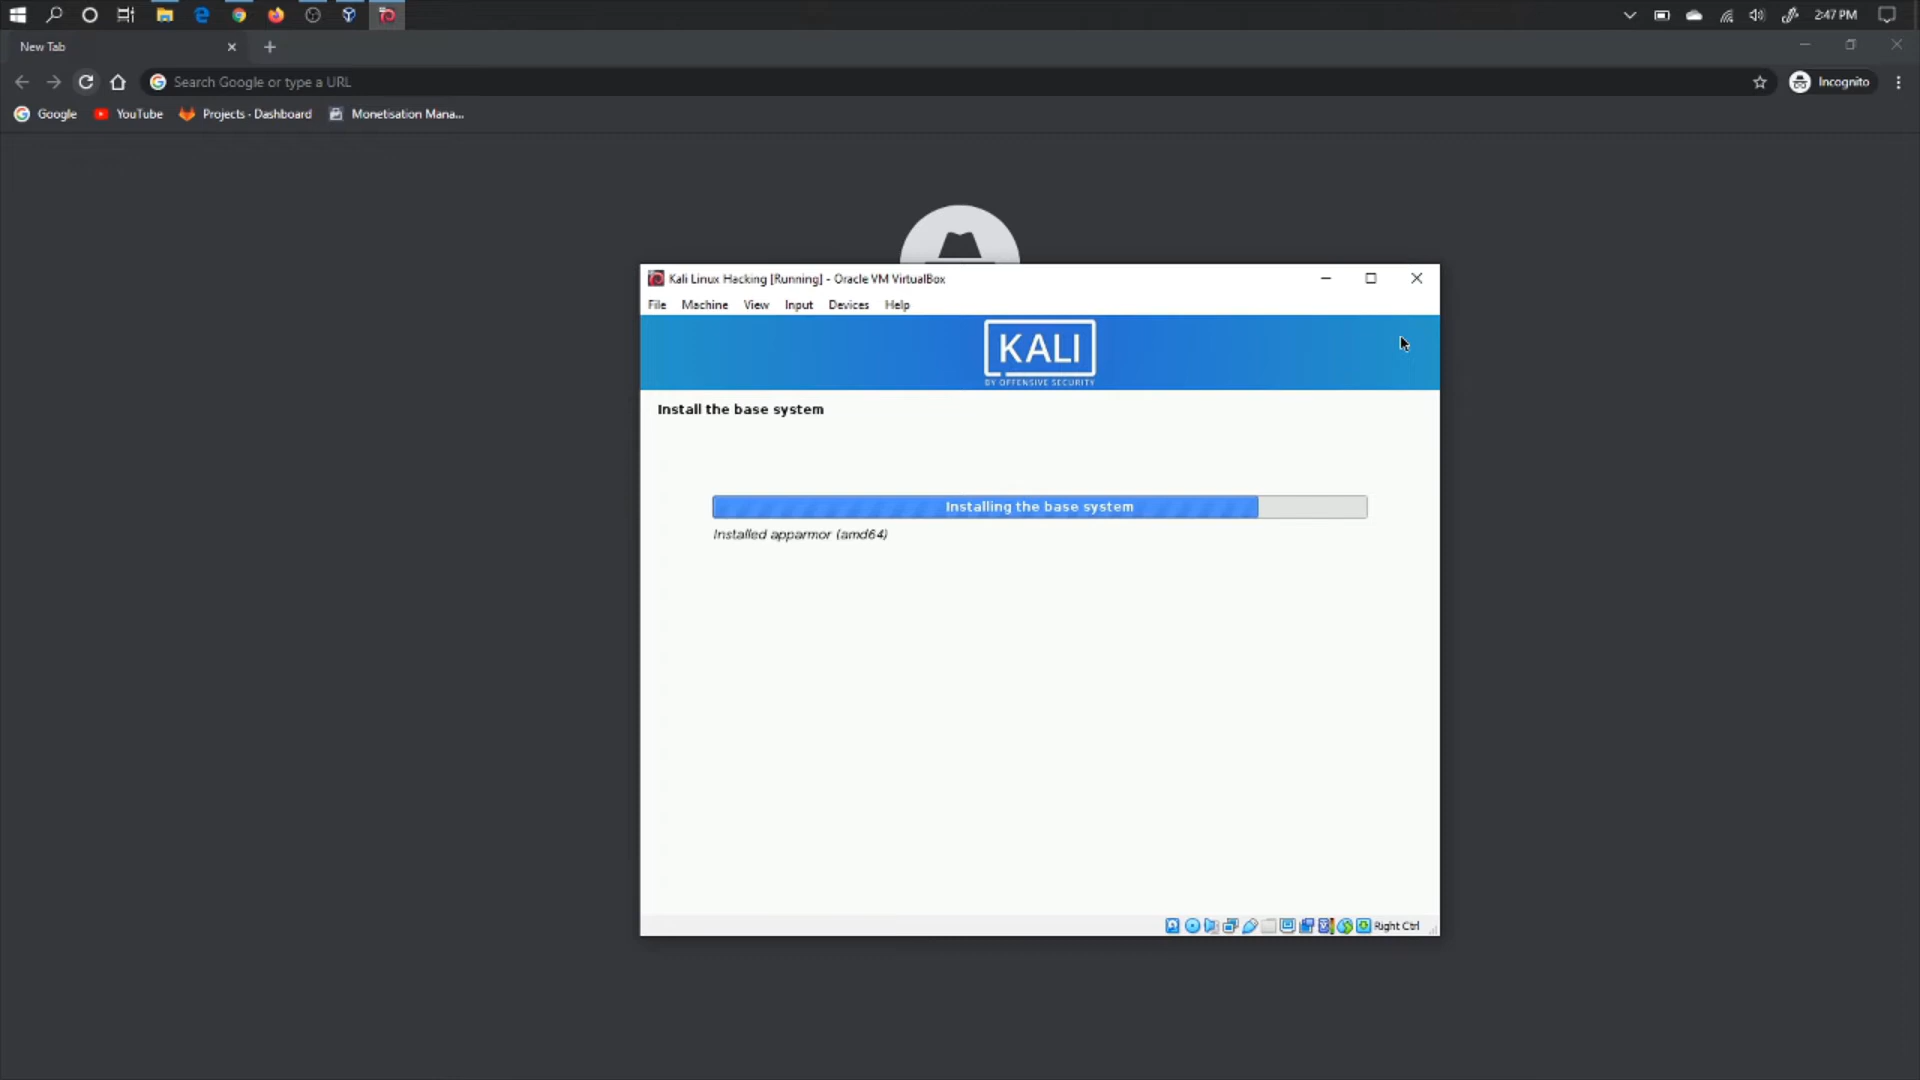 2:47 PM
New Tab
Search Google or type a URL
Incognito
Google YouTube Projects - Dashboard Monetisation Mana...
Kali Linux Hacking [Running] - Oracle VM VirtualBox
File Machine View Input Devices Help
KALI
BY OFFENSIVE SECURITY
Install the base system
Installing the base system
Installed apparmor (amd64)
Right Ctrl